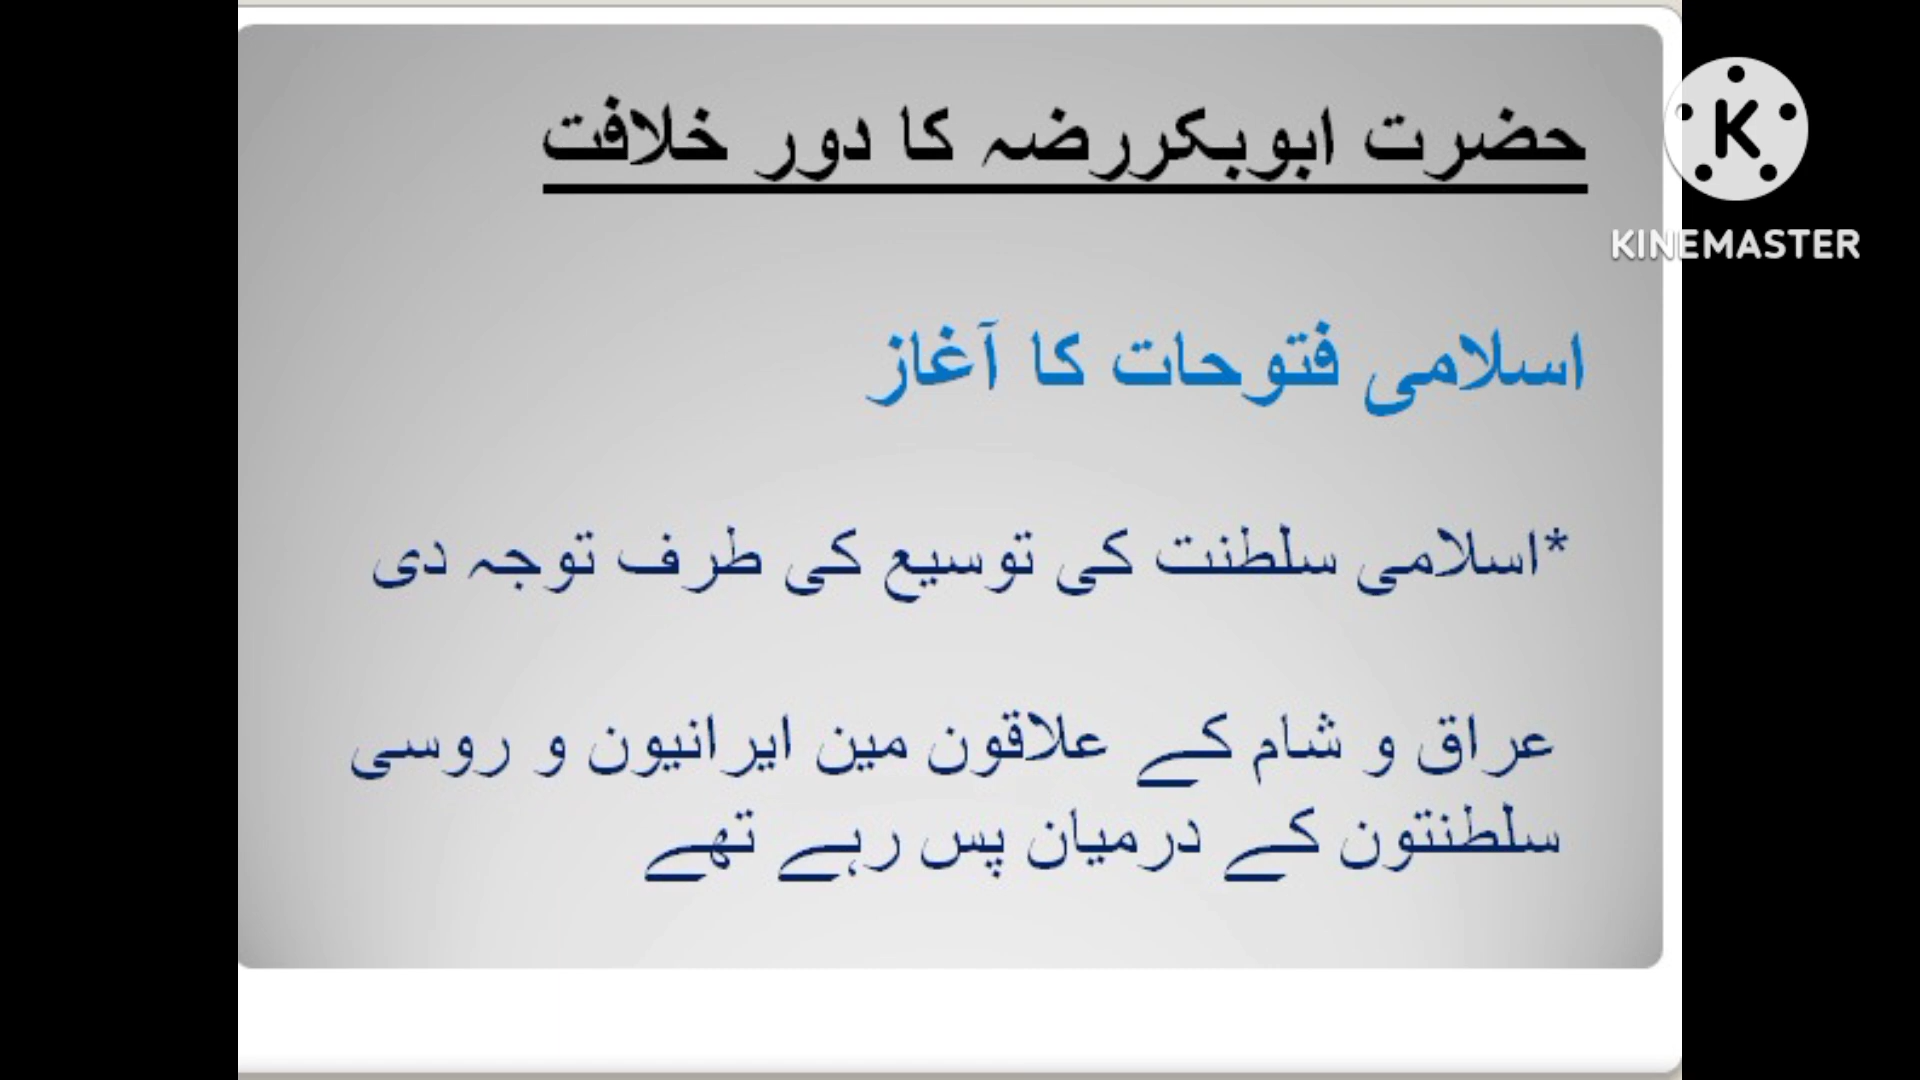 حضرت ابوبکررضہ کا دور خلافت
K
KINEMASTER
اسلامی فتوحات کا آغاز
*اسلامی سلطنت کی توسیع کی طرف توجہ دی
عراق و شام کے علاقون مین ایرانیون و روسی
سلطنتون کے درمیان پس رہے تھے